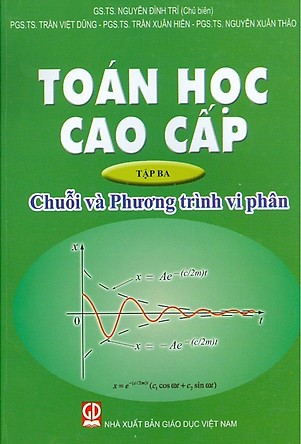 GS.TS. NGUYỄN ĐÌNH TRÍ (Chủ biên)
PGS.TS. TRẦN VIỆT DŨNG - PGS.TS. TRẦN XUÂN HIỂN - PGS.TS. NGUYỄN XUÂN THẢO
TOÁN HỌC
CAO CẤP
TẬP BA
Chuỗi và Phương trình vi phân
x
x = Ae^{-(c/2m)t}
0
t
x = -Ae^{-(c/2m)t}
x = e^{-(c/2m)t}(c₁ cos ωt + c₂ sin ωt)
GD
NHÀ XUẤT BẢN GIÁO DỤC VIỆT NAM